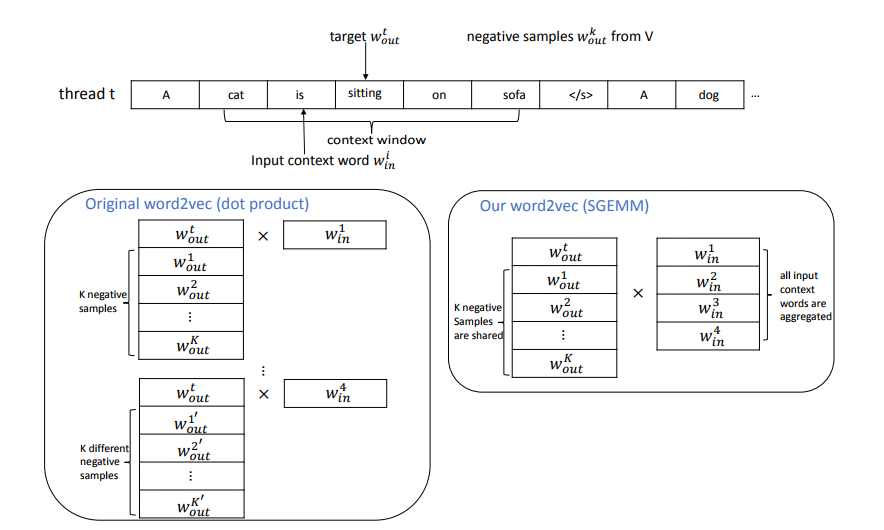 target w_out^t
negative samples w_out^k from V
thread t
A
cat
is
sitting
on
sofa
</s>
A
dog
...
context window
Input context word w_in^i
Original word2vec (dot product)
w_out^t
×
w_in^1
w_out^1
w_out^2
⋮
w_out^K
K negative
samples
⋮
w_out^t
×
w_in^4
w_out^1'
w_out^2'
⋮
w_out^K'
K different
negative
samples
Our word2vec (SGEMM)
w_out^t
w_out^1
w_out^2
⋮
w_out^K
K negative
Samples
are shared
×
w_in^1
w_in^2
w_in^3
w_in^4
all input
context
words are
aggregated